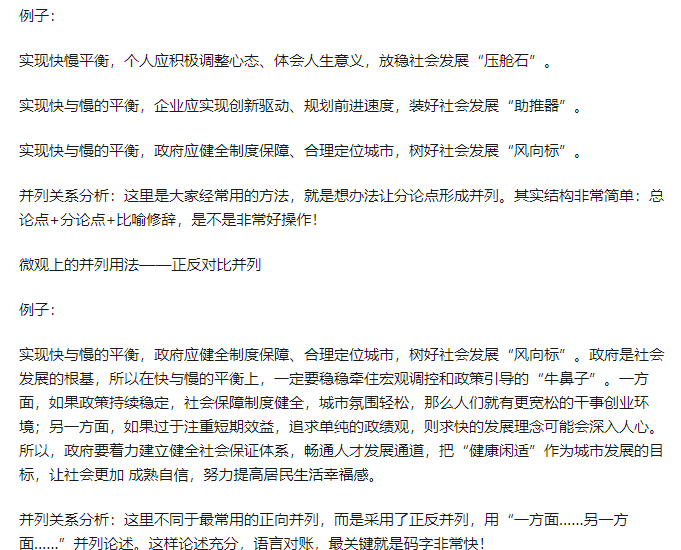 例子：
实现快慢平衡，个人应积极调整心态、体会人生意义，放稳社会发展“压舱石”。
实现快与慢的平衡，企业应实现创新驱动、规划前进速度，装好社会发展“助推器”。
实现快与慢的平衡，政府应健全制度保障、合理定位城市，树好社会发展“风向标”。
并列关系分析：这里是大家经常用的方法，就是想办法让分论点形成并列。其实结构非常简单：总
论点+分论点+比喻修辞，是不是非常好操作！
微观上的并列用法——正反对比并列
例子：
实现快与慢的平衡，政府应健全制度保障、合理定位城市，树好社会发展“风向标”。政府是社会
发展的根基，所以在快与慢的平衡上，一定要稳稳牵住宏观调控和政策引导的“牛鼻子”。一方
面，如果政策持续稳定，社会保障制度健全，城市氛围轻松，那么人们就有更宽松的干事创业环
境；另一方面，如果过于注重短期效益，追求单纯的政绩观，则求快的发展理念可能会深入人心。
所以，政府要着力建立健全社会保证体系，畅通人才发展通道，把“健康闲适”作为城市发展的目
标，让社会更加 成熟自信，努力提高居民生活幸福感。
并列关系分析：这里不同于最常用的正向并列，而是采用了正反并列，用“一方面……另一方
面……”并列论述。这样论述充分，语言对账，最关键就是码字非常快！